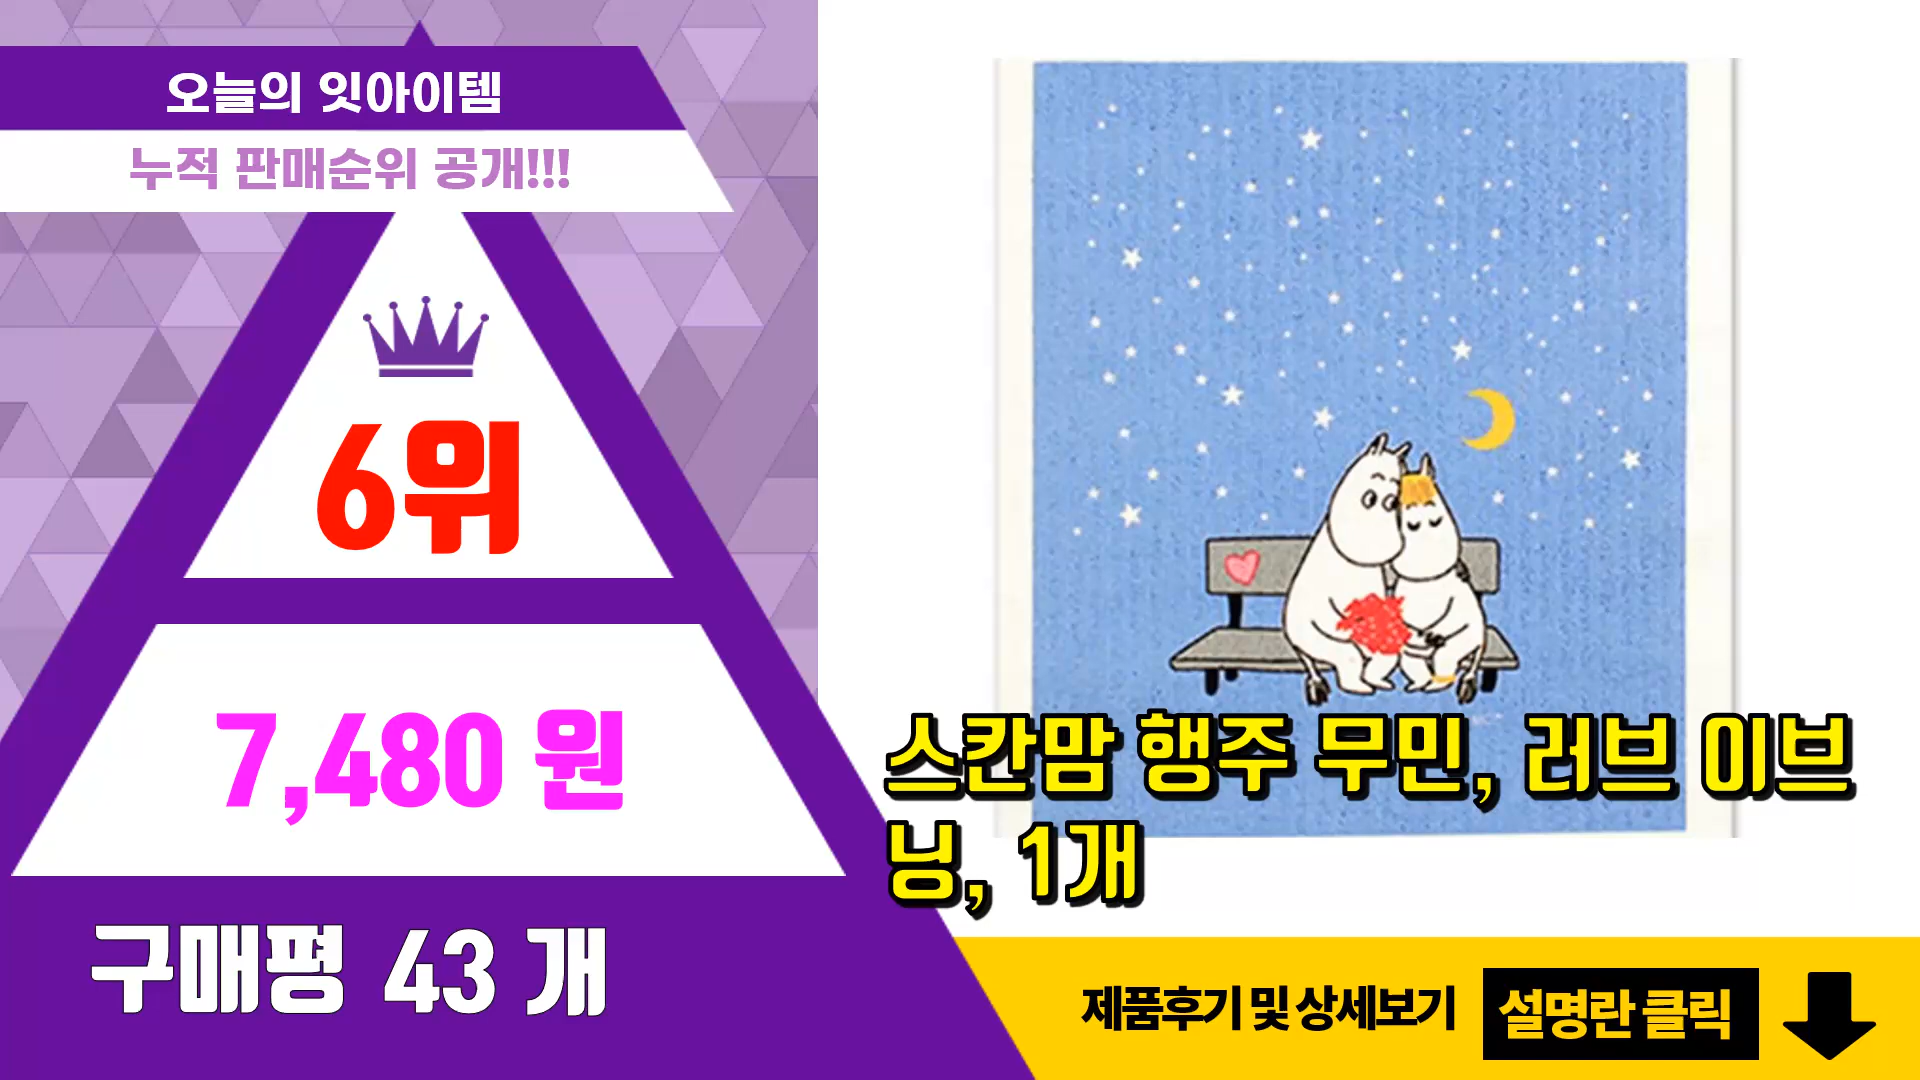 오늘의 잇아이템
누적 판매순위 공개!!!
6위
7,480 원
구매평 43 개
스칸맘 행주 무민, 러브 이브
닝, 1개
제품후기 및 상세보기
설명란 클릭